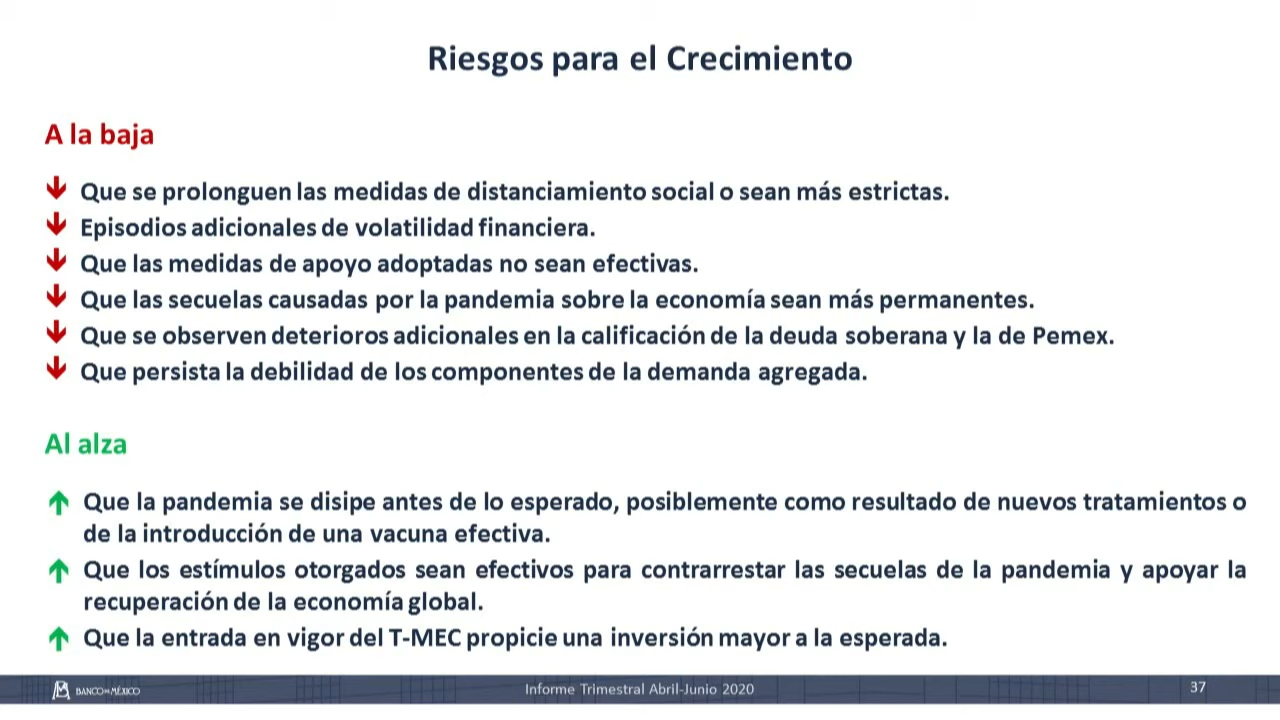 Riesgos para el Crecimiento
A la baja
Que se prolonguen las medidas de distanciamiento social o sean más estrictas.
Episodios adicionales de volatilidad financiera.
Que las medidas de apoyo adoptadas no sean efectivas.
Que las secuelas causadas por la pandemia sobre la economía sean más permanentes.
Que se observen deterioros adicionales en la calificación de la deuda soberana y la de Pemex.
Que persista la debilidad de los componentes de la demanda agregada.
Al alza
Que la pandemia se disipe antes de lo esperado, posiblemente como resultado de nuevos tratamientos o
de la introducción de una vacuna efectiva.
Que los estímulos otorgados sean efectivos para contrarrestar las secuelas de la pandemia y apoyar la
recuperación de la economía global.
Que la entrada en vigor del T-MEC propicie una inversión mayor a la esperada.
BANCO DE MÉXICO
Informe Trimestral Abril-Junio 2020
37